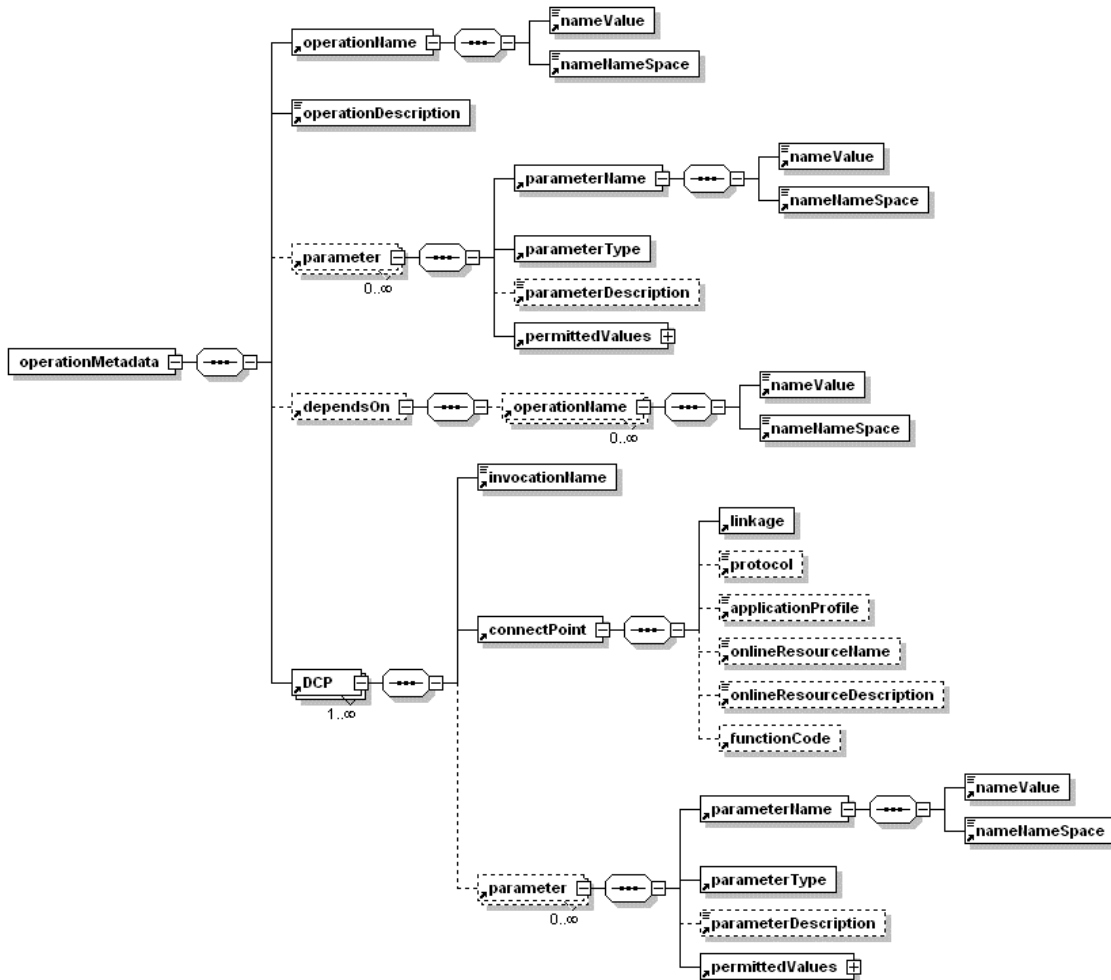 nameValue
operationName
nameNameSpace
operationDescription
nameValue
parameterName
nameNameSpace
parameterType
parameter
0..∞
parameterDescription
permittedValues
operationMetadata
nameValue
dependsOn
operationName
nameNameSpace
0..∞
invocationName
linkage
protocol
applicationProfile
connectPoint
onlineResourceName
DCP
onlineResourceDescription
1..∞
functionCode
nameValue
parameterName
nameNameSpace
parameterType
parameter
0..∞
parameterDescription
permittedValues